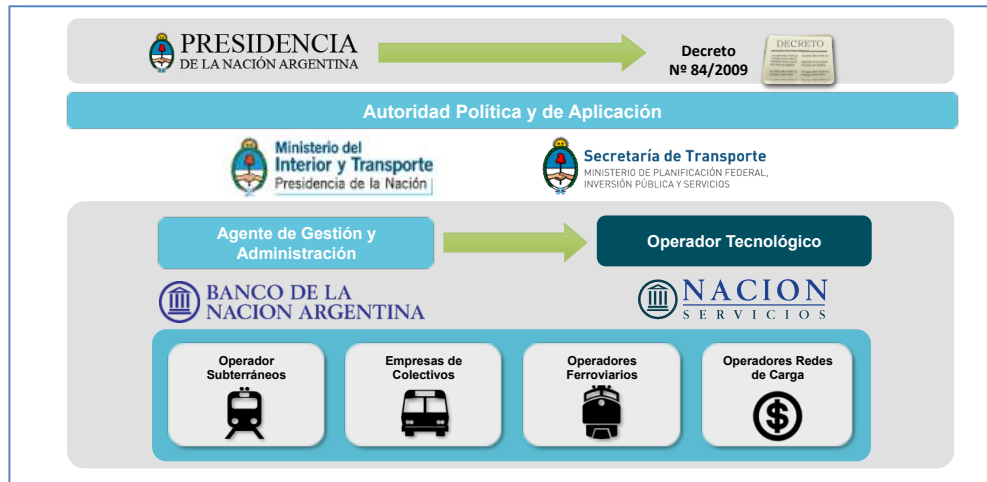 PRESIDENCIA
DE LA NACIÓN ARGENTINA
Decreto
Nº 84/2009
DECRETO
Autoridad Política y de Aplicación
Ministerio del
Interior y Transporte
Presidencia de la Nación
Secretaría de Transporte
MINISTERIO DE PLANIFICACIÓN FEDERAL,
INVERSIÓN PÚBLICA Y SERVICIOS
Agente de Gestión y
Administración
Operador Tecnológico
BANCO DE LA
NACION ARGENTINA
NACION
SERVICIOS
Operador
Subterráneos
Empresas de
Colectivos
Operadores
Ferroviarios
Operadores Redes
de Carga